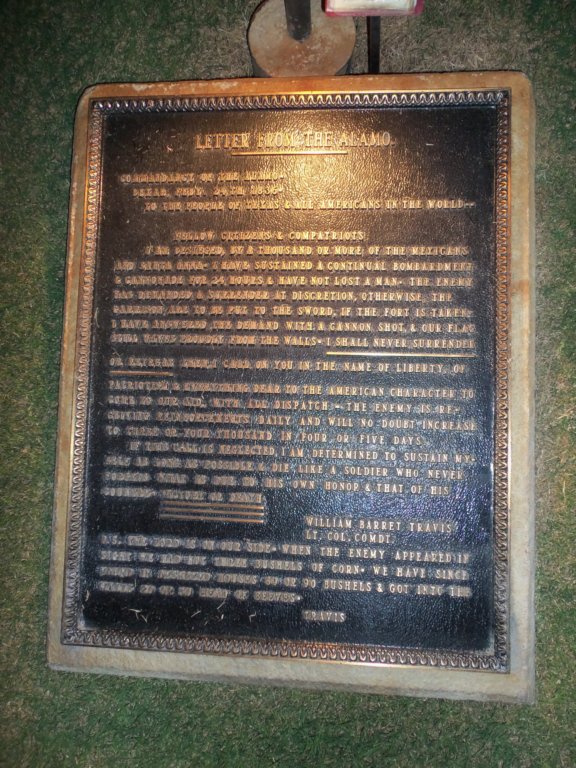 LETTER FROM THE ALAMO
COMMANDANCY OF THE ALAMO-
BEJAR, FEBY. 24TH 1836-
TO THE PEOPLE OF TEXAS & ALL AMERICANS IN THE WORLD-
FELLOW CITIZENS & COMPATRIOTS
I AM BESIEGED, BY A THOUSAND OR MORE OF THE MEXICANS
AND SANTA ANNA- I HAVE SUSTAINED A CONTINUAL BOMBARDMENT
& CANNONADE FOR 24 HOURS & HAVE NOT LOST A MAN- THE ENEMY
HAS DEMANDED A SURRENDER AT DISCRETION, OTHERWISE, THE
GARRISON ARE TO BE PUT TO THE SWORD, IF THE FORT IS TAKEN
I HAVE ANSWERED THE DEMAND WITH A CANNON SHOT, & OUR FLAG
STILL WAVES PROUDLY FROM THE WALLS- I SHALL NEVER SURRENDER
OR RETREAT CALL ON YOU IN THE NAME OF LIBERTY, OF
PATRIOTISM & EVERYTHING DEAR TO THE AMERICAN CHARACTER TO
COME TO OUR AID, WITH ALL DISPATCH- THE ENEMY IS RE-
CEIVING REINFORCEMENTS DAILY AND WILL NO DOUBT INCREASE
TO THREE OR FOUR THOUSAND IN FOUR OR FIVE DAYS.
IF THIS CALL IS NEGLECTED, I AM DETERMINED TO SUSTAIN MY-
SELF AS LONG AS POSSIBLE & DIE LIKE A SOLDIER WHO NEVER
FORGETS WHAT IS DUE TO HIS OWN HONOR & THAT OF HIS
COUNTRY- VICTORY OR DEATH
WILLIAM BARRET TRAVIS
LT. COL. COMDT.
P.S. THE LORD IS ON OUR SIDE- WHEN THE ENEMY APPEARED IN
SIGHT WE HAD NOT THREE BUSHELS OF CORN- WE HAVE SINCE
FOUND IN DESERTED HOUSES 80 OR 90 BUSHELS & GOT INTO THE
WALLS 20 OR 30 HEAD OF BEEVES-
TRAVIS